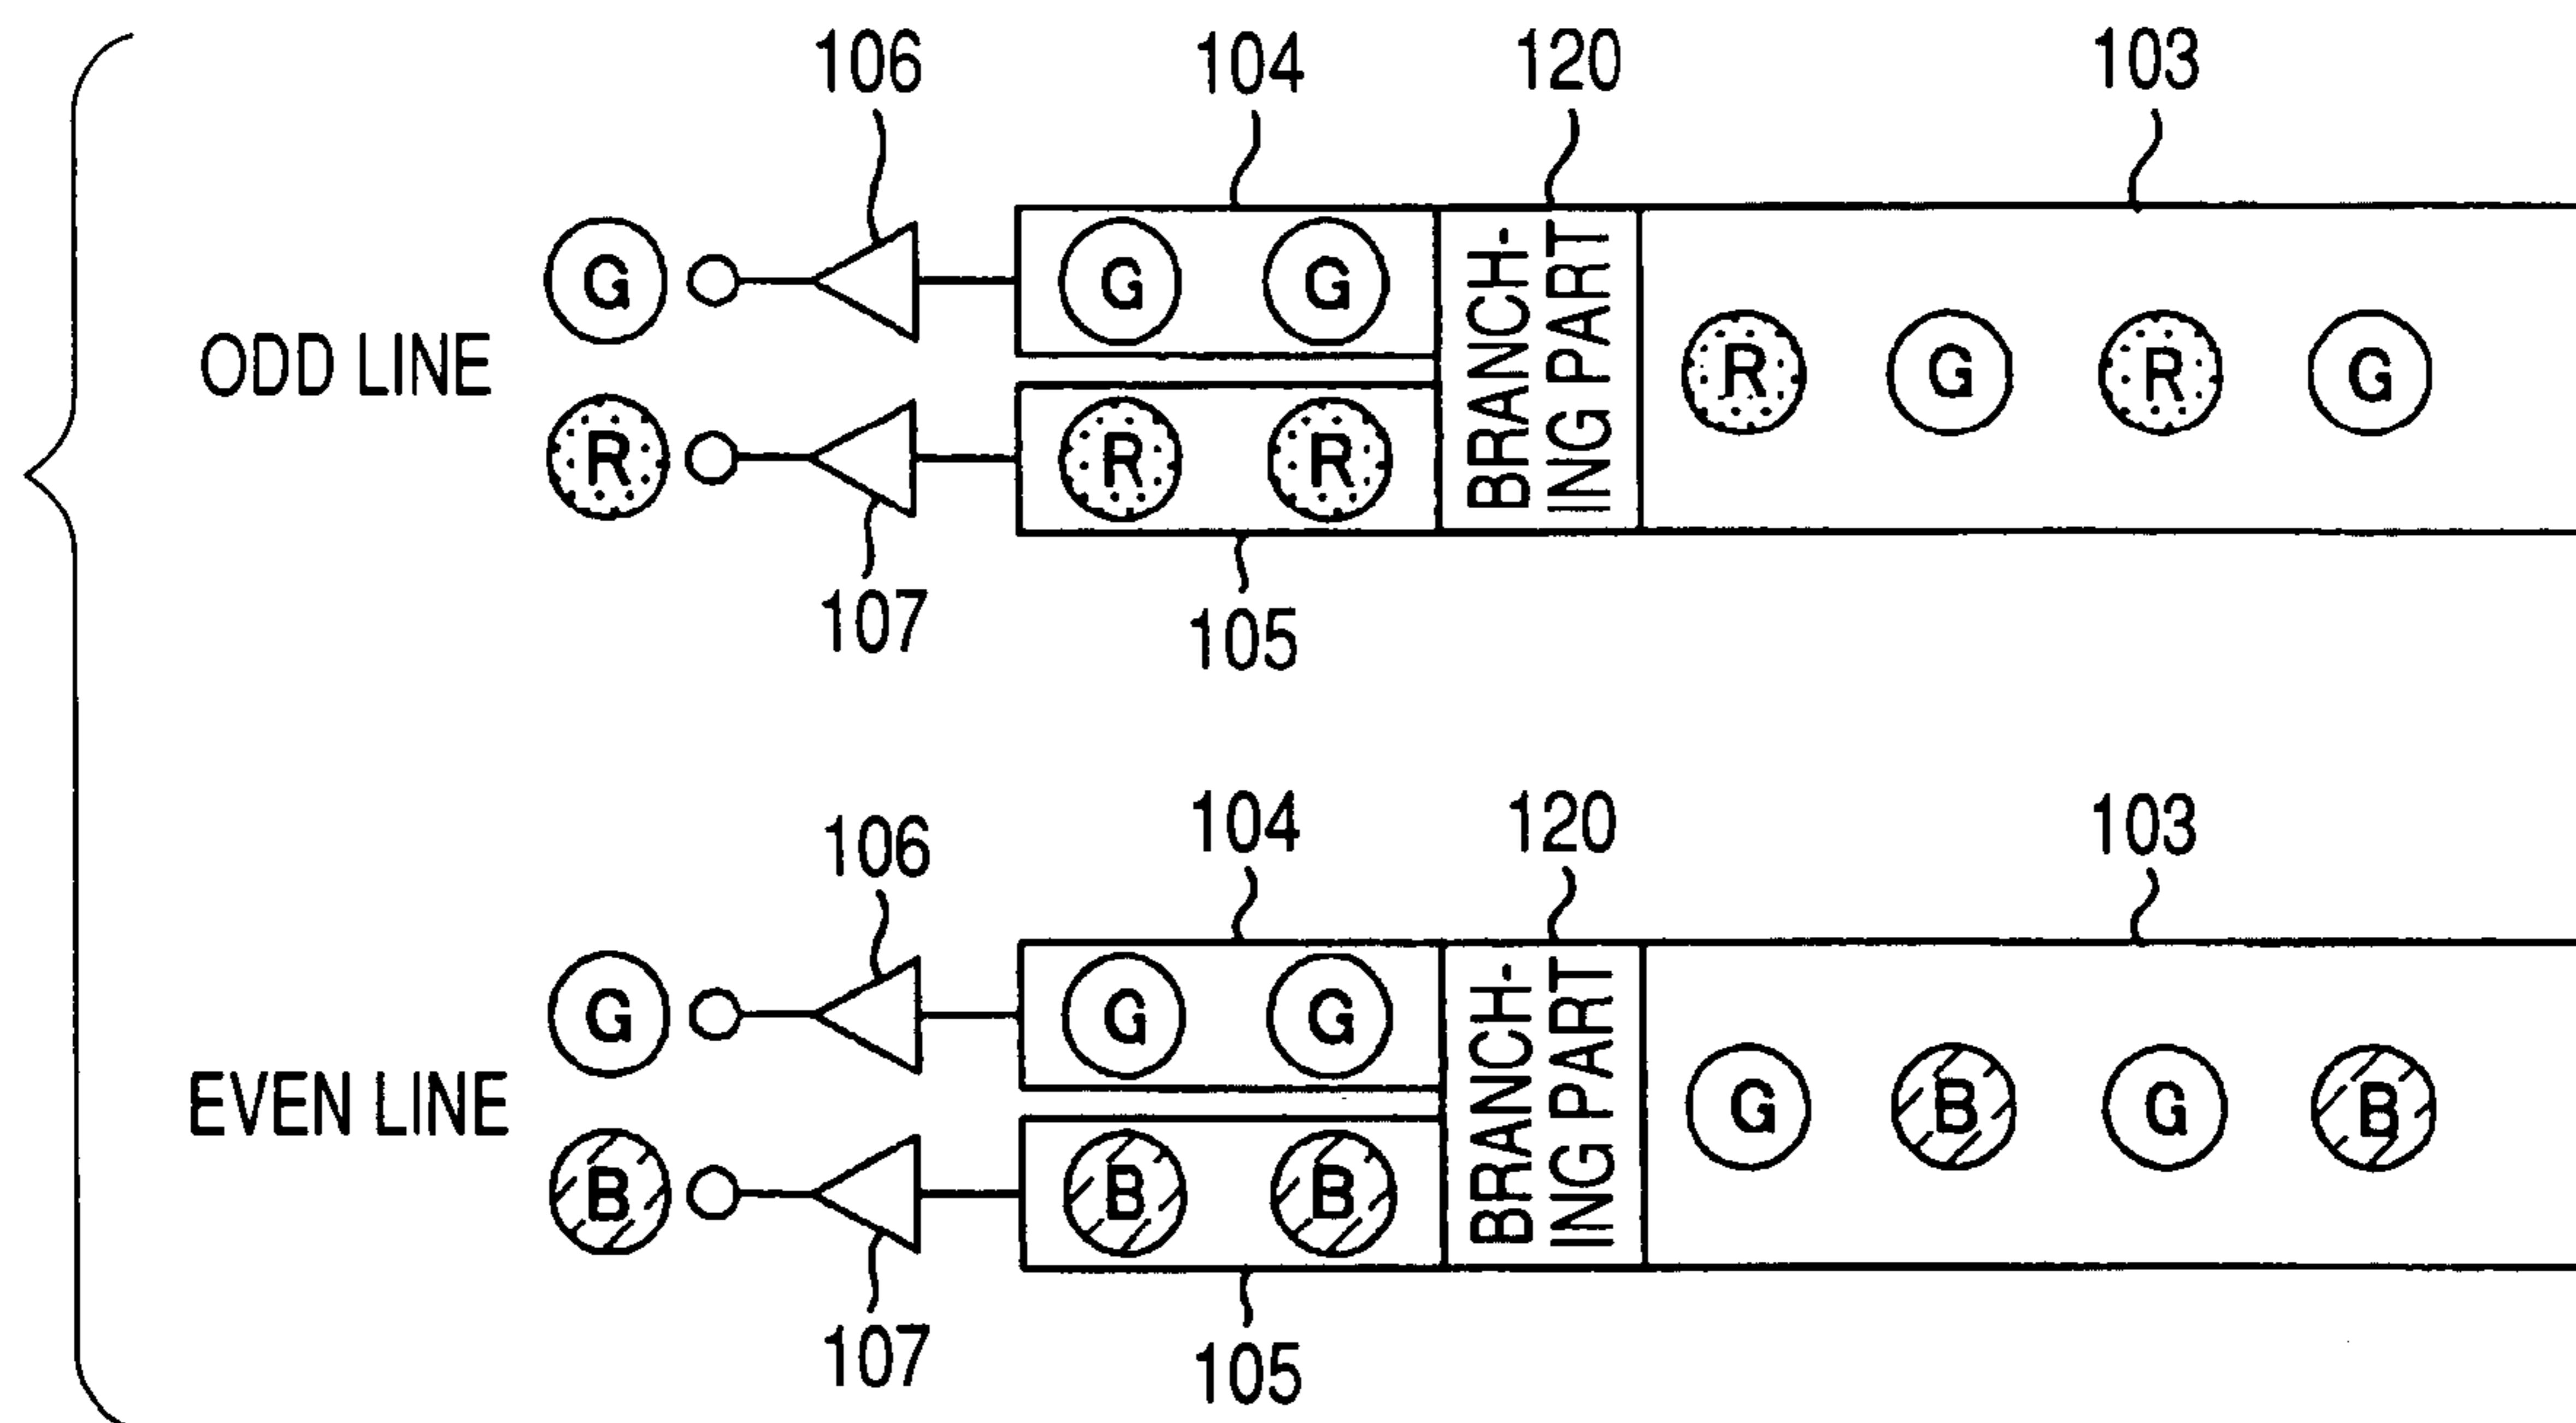 106 104 120 103
G G G
ODD LINE
R R R
BRANCH-
ING PART
R G R G
107 105
106 104 120 103
G G G
EVEN LINE
B B B
BRANCH-
ING PART
G B G B
107 105